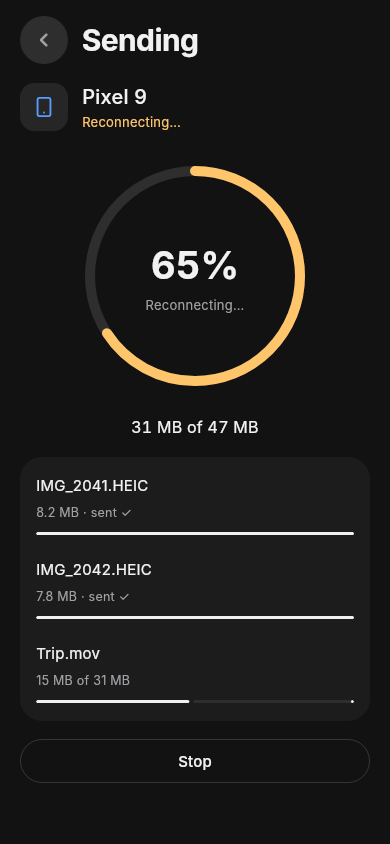 Sending
Pixel 9
Reconnecting...
65%
Reconnecting...
31 MB of 47 MB
IMG_2041.HEIC
8.2 MB · sent ✓
IMG_2042.HEIC
7.8 MB · sent ✓
Trip.mov
15 MB of 31 MB
Stop